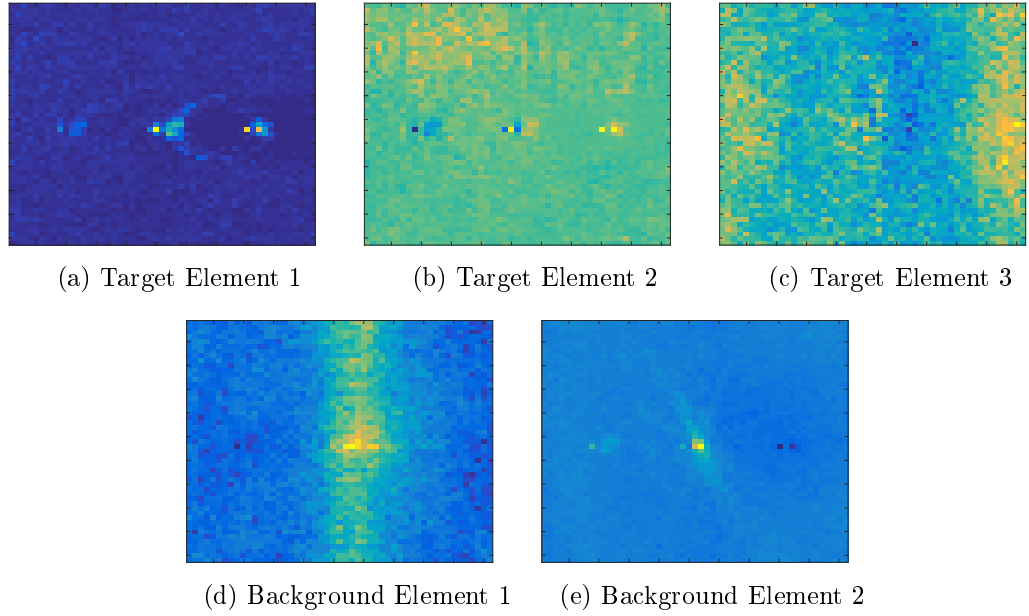 (a) Target Element 1
(b) Target Element 2
(c) Target Element 3
(d) Background Element 1
(e) Background Element 2